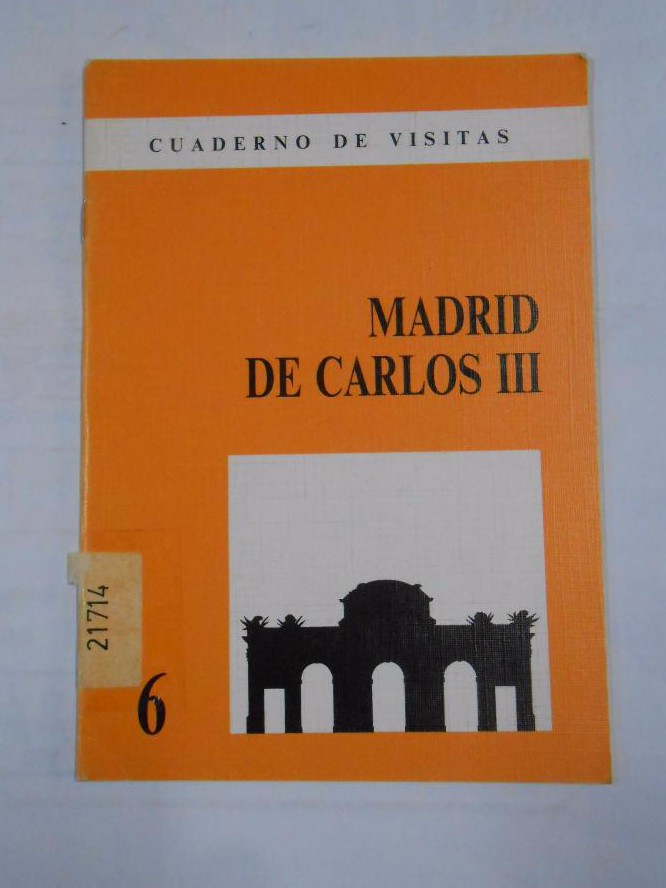 CUADERNO DE VISITAS
MADRID
DE CARLOS III
21714
6